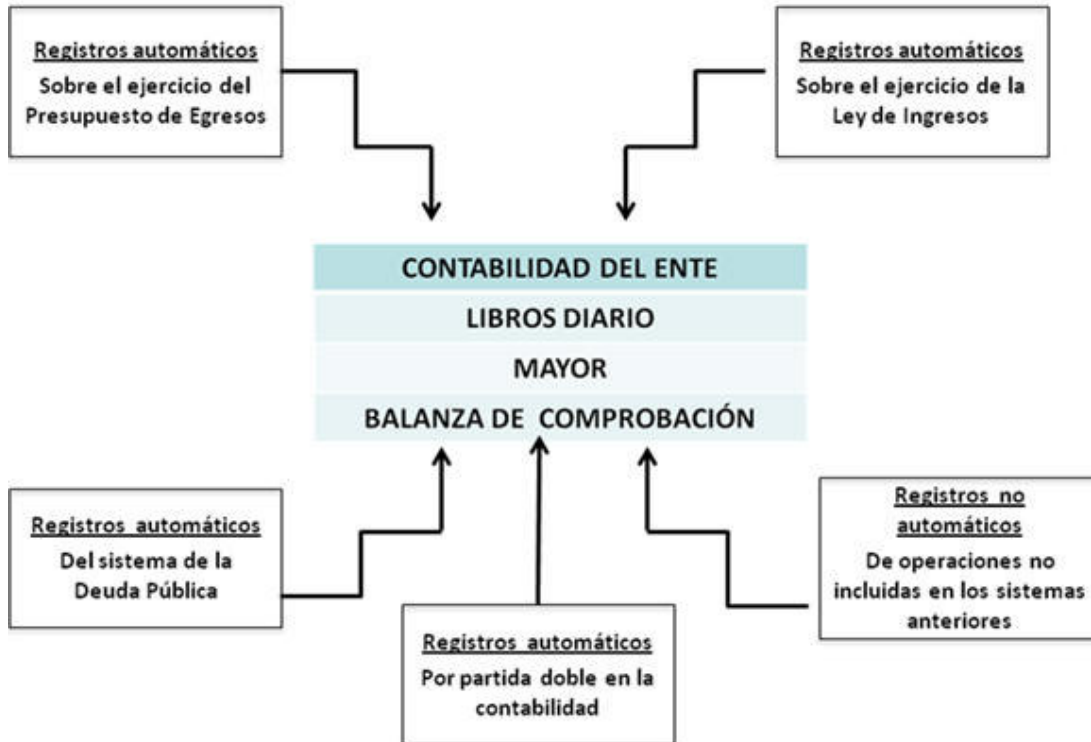 Registros automáticos
Sobre el ejercicio del
Presupuesto de Egresos
Registros automáticos
Sobre el ejercicio de la
Ley de Ingresos
CONTABILIDAD DEL ENTE
LIBROS DIARIO
MAYOR
BALANZA DE COMPROBACIÓN
Registros automáticos
Del sistema de la
Deuda Pública
Registros automáticos
Por partida doble en la
contabilidad
Registros no
automáticos
De operaciones no
incluidas en los sistemas
anteriores